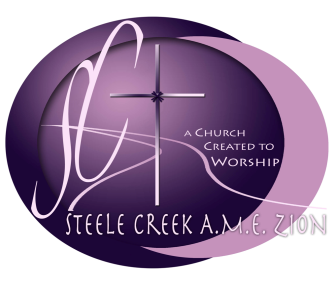 SC
A CHURCH
CREATED TO
WORSHIP
STEELE CREEK A.M.E. ZION